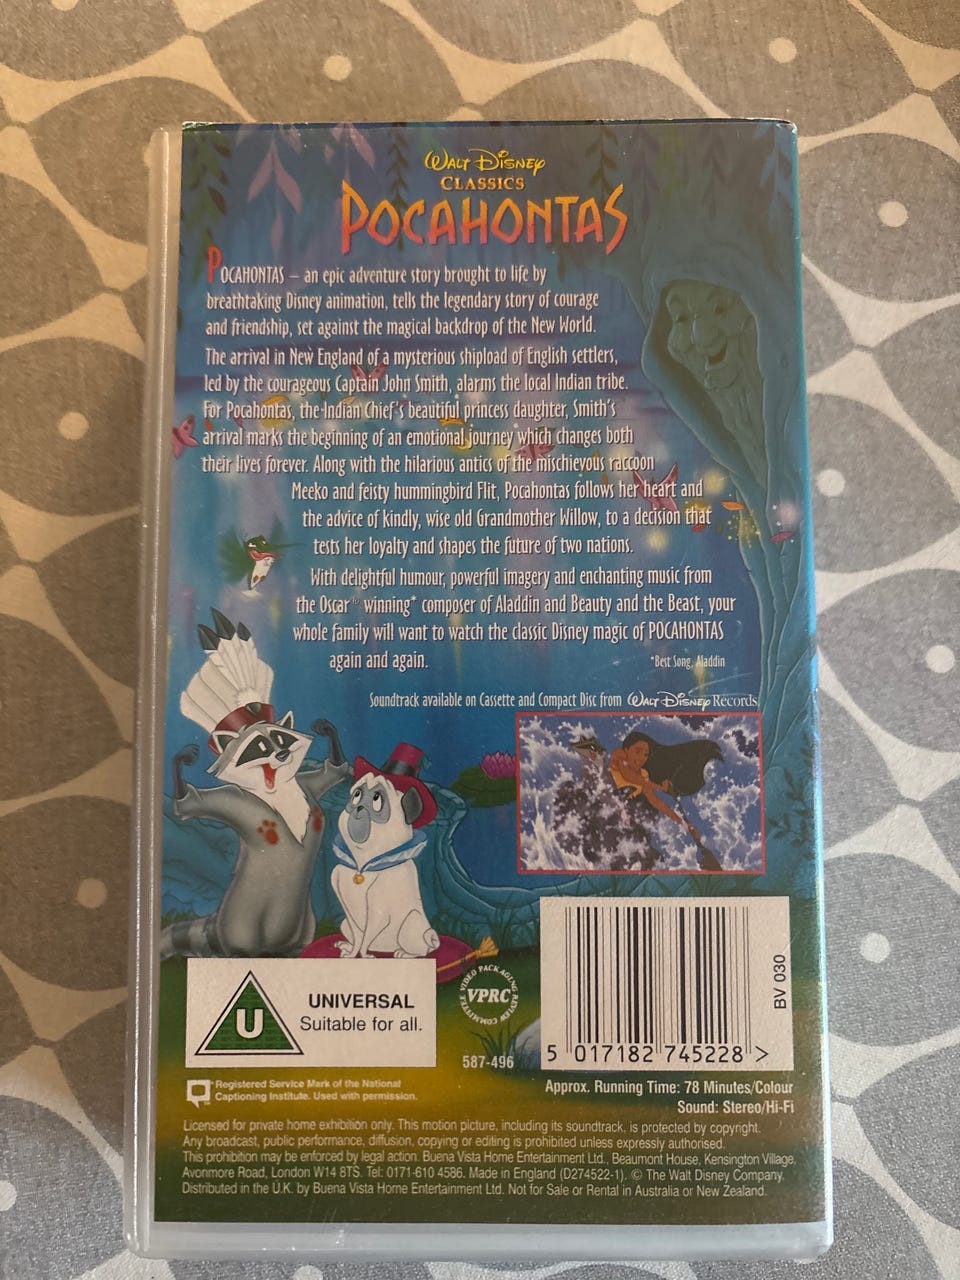 WALT DISNEY
CLASSICS
POCAHONTAS
POCAHONTAS – an epic adventure story brought to life by
breathtaking Disney animation, tells the legendary story of courage
and friendship, set against the magical backdrop of the New World.
The arrival in New England of a mysterious shipload of English settlers,
led by the courageous Captain John Smith, alarms the local Indian tribe.
For Pocahontas, the Indian Chief's beautiful princess daughter, Smith's
arrival marks the beginning of an emotional journey which changes both
their lives forever. Along with the hilarious antics of the mischievous raccoon
Meeko and feisty hummingbird Flit, Pocahontas follows her heart and
the advice of kindly, wise old Grandmother Willow, to a decision that
tests her loyalty and shapes the future of two nations.
With delightful humour, powerful imagery and enchanting music from
the Oscar® winning* composer of Aladdin and Beauty and the Beast, your
whole family will want to watch the classic Disney magic of POCAHONTAS
again and again.
*Best Song, Aladdin
Soundtrack available on Cassette and Compact Disc from WALT DISNEY Records
U
UNIVERSAL
Suitable for all.
VIDEO PACKAGING REVIEW COMMITTEE
VPRC
587-496
BV 030
5 017182 745228 >
Registered Service Mark of the National
Captioning Institute. Used with permission.
Approx. Running Time: 78 Minutes/Colour
Sound: Stereo/Hi-Fi
Licensed for private home exhibition only. This motion picture, including its soundtrack, is protected by copyright.
Any broadcast, public performance, diffusion, copying or editing is prohibited unless expressly authorised.
This prohibition may be enforced by legal action. Buena Vista Home Entertainment Ltd., Beaumont House, Kensington Village,
Avonmore Road, London W14 8TS. Tel: 0171-610 4586. Made in England (D274522-1). © The Walt Disney Company.
Distributed in the U.K. by Buena Vista Home Entertainment Ltd. Not for Sale or Rental in Australia or New Zealand.